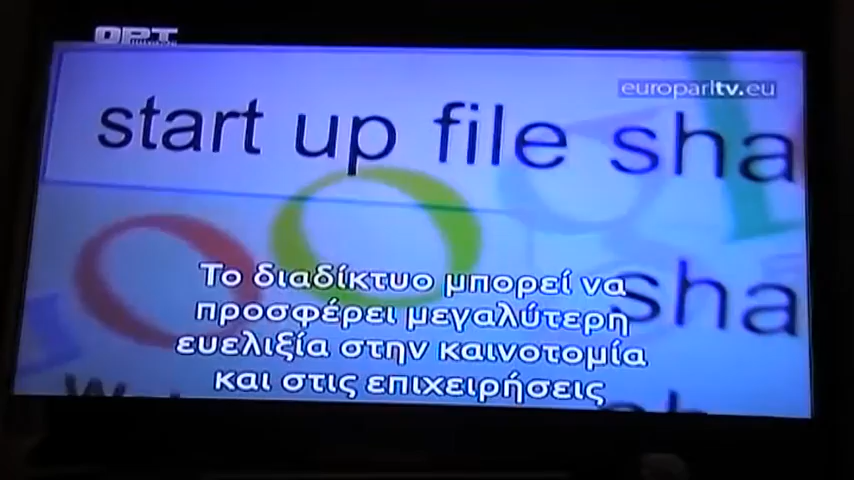 ΟΡΤ
europarltv.eu
start up file sha
sha
Το διαδίκτυο μπορεί να
προσφέρει μεγαλύτερη
ευελιξία στην καινοτομία
και στις επιχειρήσεις